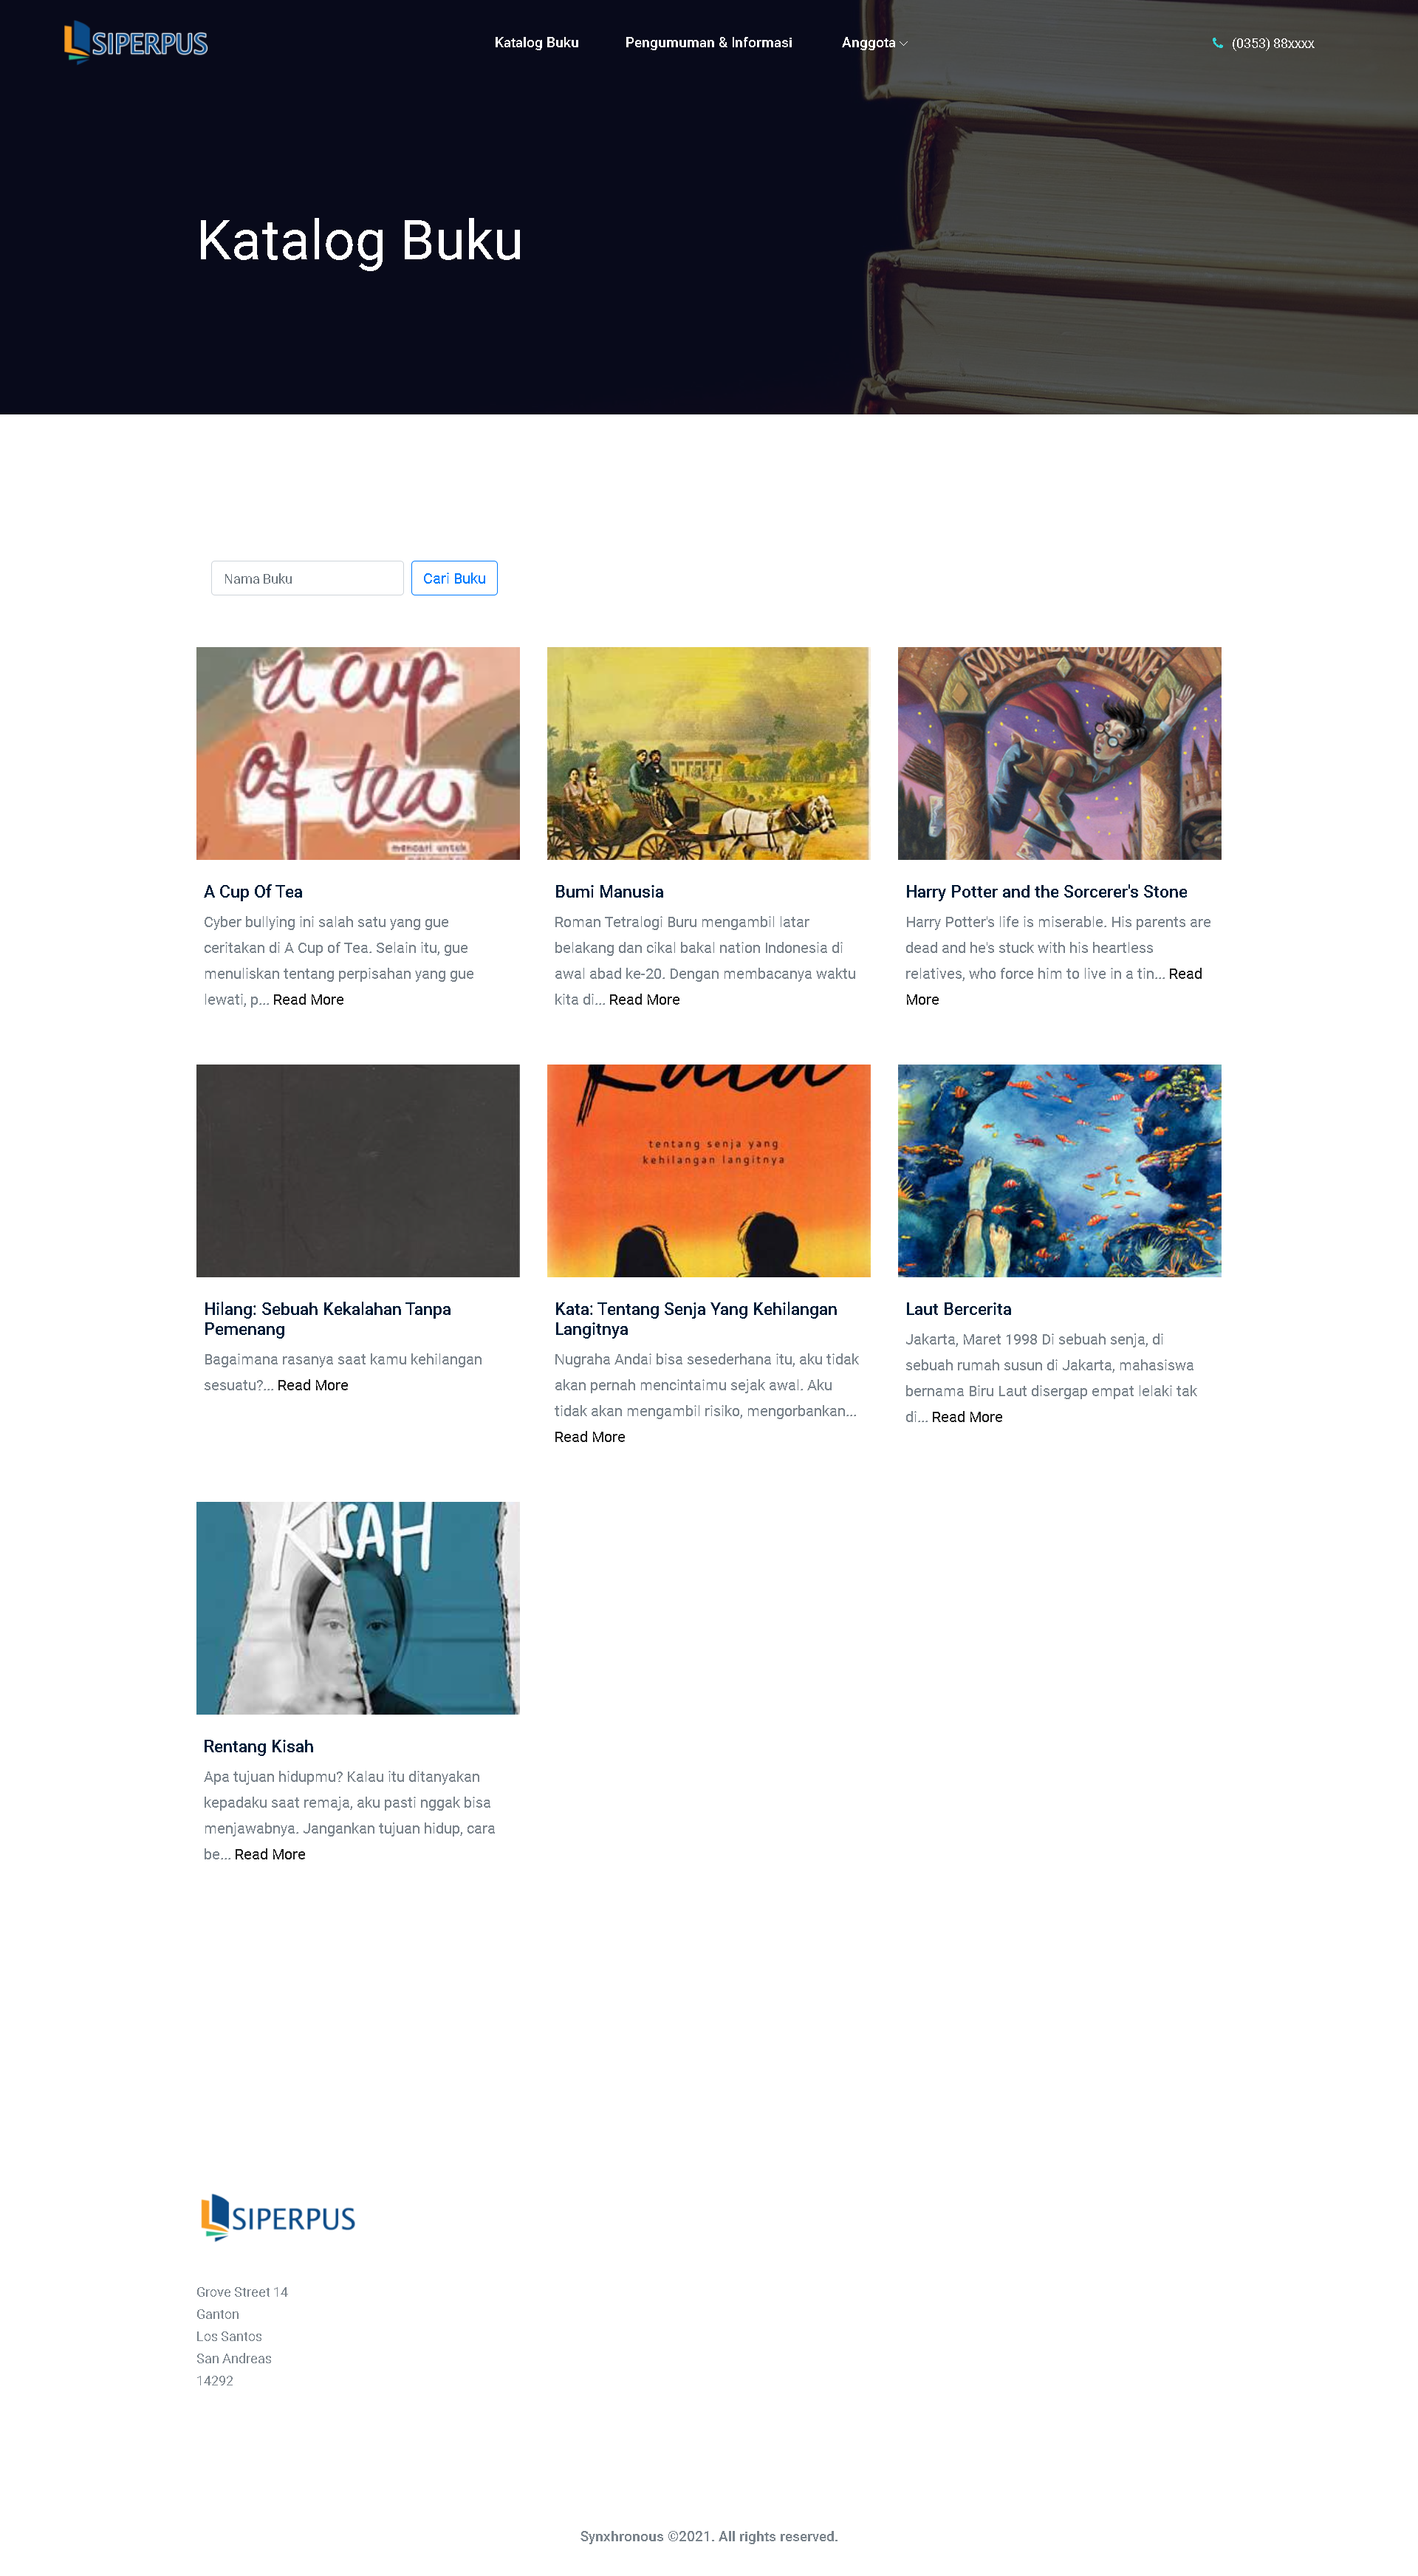 SIPERPUS
Katalog Buku
Pengumuman & Informasi
Anggota
(0353) 88xxxx
Katalog Buku
Nama Buku
Cari Buku
a cup
of tea
mencari untuk
SORCERER'S STONE
A Cup Of Tea
Cyber bullying ini salah satu yang gue
ceritakan di A Cup of Tea. Selain itu, gue
menuliskan tentang perpisahan yang gue
lewati, p... Read More
Bumi Manusia
Roman Tetralogi Buru mengambil latar
belakang dan cikal bakal nation Indonesia di
awal abad ke-20. Dengan membacanya waktu
kita di... Read More
Harry Potter and the Sorcerer's Stone
Harry Potter's life is miserable. His parents are
dead and he's stuck with his heartless
relatives, who force him to live in a tin... Read
More
Kata
tentang senja yang
kehilangan langitnya
Hilang: Sebuah Kekalahan Tanpa
Pemenang
Bagaimana rasanya saat kamu kehilangan
sesuatu?... Read More
Kata: Tentang Senja Yang Kehilangan
Langitnya
Nugraha Andai bisa sesederhana itu, aku tidak
akan pernah mencintaimu sejak awal. Aku
tidak akan mengambil risiko, mengorbankan...
Read More
Laut Bercerita
Jakarta, Maret 1998 Di sebuah senja, di
sebuah rumah susun di Jakarta, mahasiswa
bernama Biru Laut disergap empat lelaki tak
di... Read More
KISAH
Rentang Kisah
Apa tujuan hidupmu? Kalau itu ditanyakan
kepadaku saat remaja, aku pasti nggak bisa
menjawabnya. Jangankan tujuan hidup, cara
be... Read More
SIPERPUS
Grove Street 14
Ganton
Los Santos
San Andreas
14292
Synxhronous ©2021. All rights reserved.